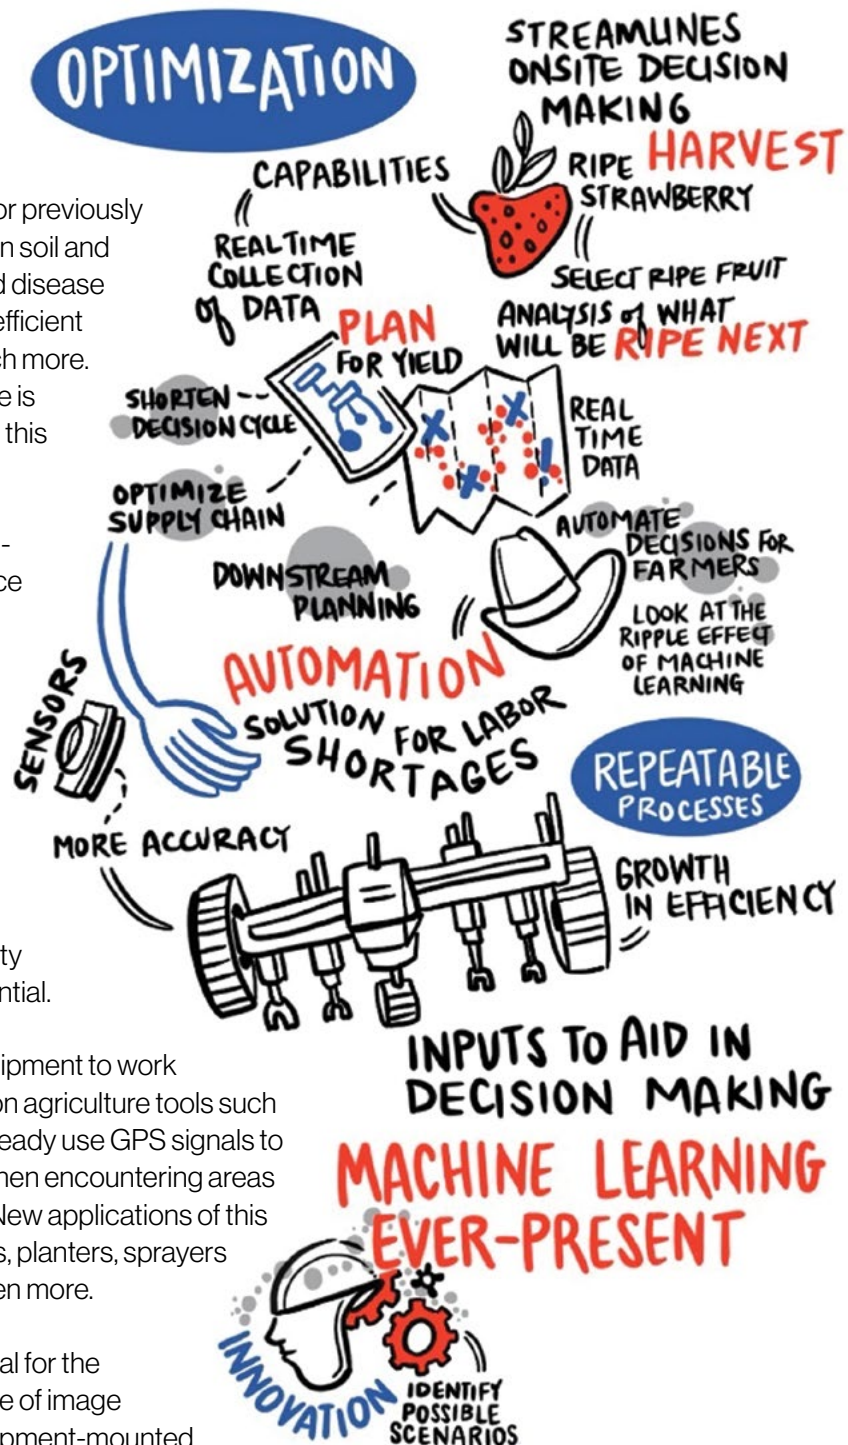 OPTIMIZATION
STREAMLINES
ONSITE DECISION
MAKING
RIPE HARVEST
STRAWBERRY
CAPABILITIES
REAL TIME
COLLECTION
of DATA
SELECT RIPE FRUIT
ANALYSIS of WHAT
WILL BE RIPE NEXT
PLAN
FOR YIELD
SHORTEN
DECISION CYCLE
REAL
TIME
DATA
OPTIMIZE
SUPPLY CHAIN
AUTOMATE
DECISIONS FOR
FARMERS
DOWNSTREAM
PLANNING
LOOK AT THE
RIPPLE EFFECT
OF MACHINE
LEARNING
AUTOMATION
SOLUTION FOR LABOR
SHORTAGES
SENSORS
REPEATABLE
PROCESSES
MORE ACCURACY
GROWTH
IN EFFICIENCY
INPUTS TO AID IN
DECISION MAKING
MACHINE LEARNING
EVER-PRESENT
INNOVATION
IDENTIFY
POSSIBLE
SCENARIOS
or previously
n soil and
d disease
efficient
ch more.
e is
this
-
ce
ty
ntial.
ipment to work
on agriculture tools such
eady use GPS signals to
hen encountering areas
New applications of this
s, planters, sprayers
en more.
al for the
e of image
pment-mounted